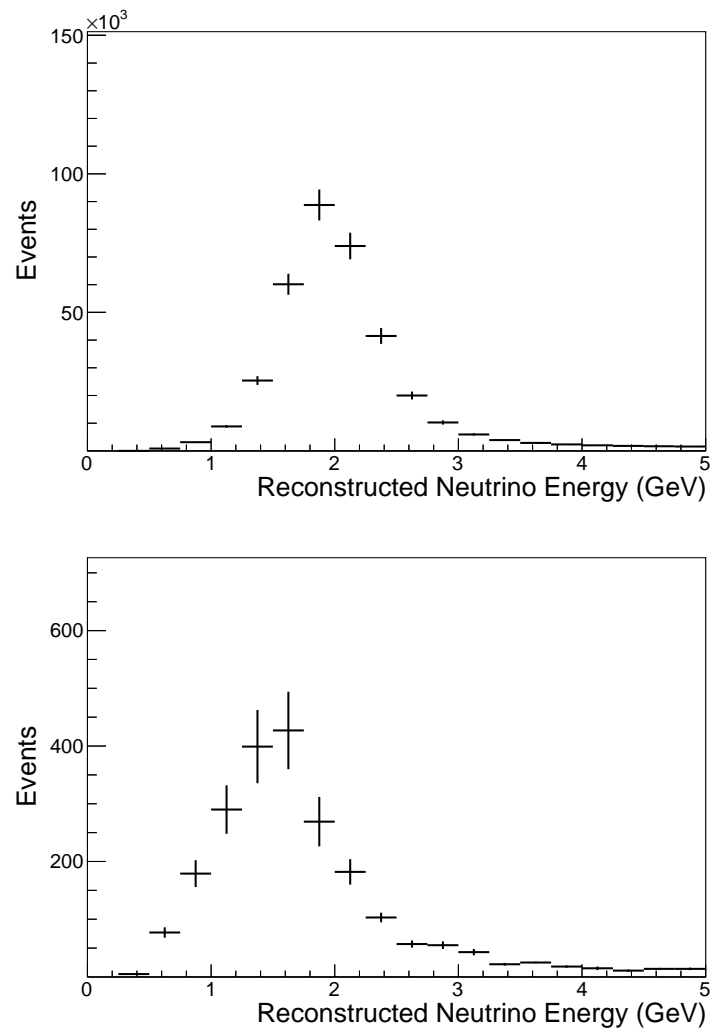 ×10³
150
100
50
Events
0 1 2 3 4 5
Reconstructed Neutrino Energy (GeV)
600
400
200
Events
0 1 2 3 4 5
Reconstructed Neutrino Energy (GeV)